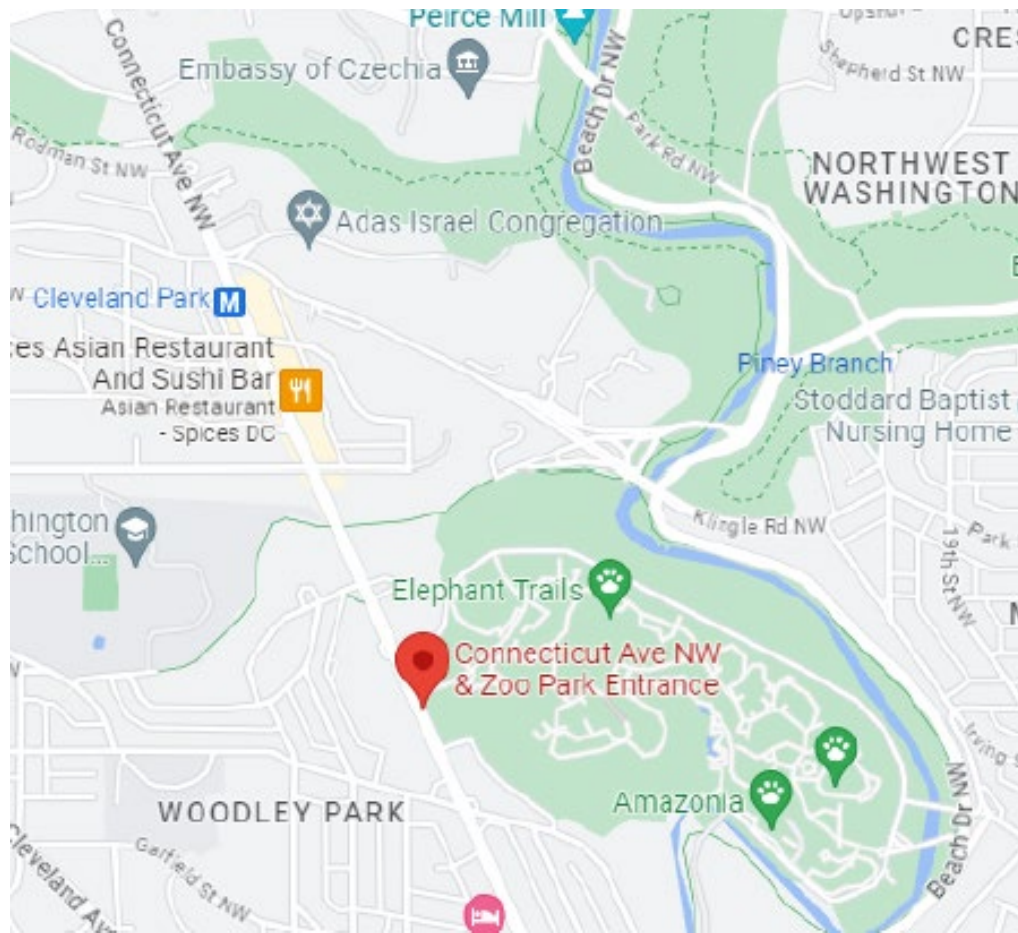 Peirce Mill
Connecticut Ave NW
Embassy of Czechia
Beach Dr NW
Shepherd St NW
CRES
Rodman St NW
Park Rd NW
NORTHWEST
WASHINGTON
Adas Israel Congregation
Cleveland Park
M
ces Asian Restaurant
And Sushi Bar
Asian Restaurant
- Spices DC
Piney Branch
Stoddard Baptist
Nursing Home
hington
School...
Klingle Rd NW
19th St NW
Park
Elephant Trails
Connecticut Ave NW
& Zoo Park Entrance
Irving S
Amazonia
WOODLEY PARK
Garfield St NW
Cleveland Ave
Beach Dr NW